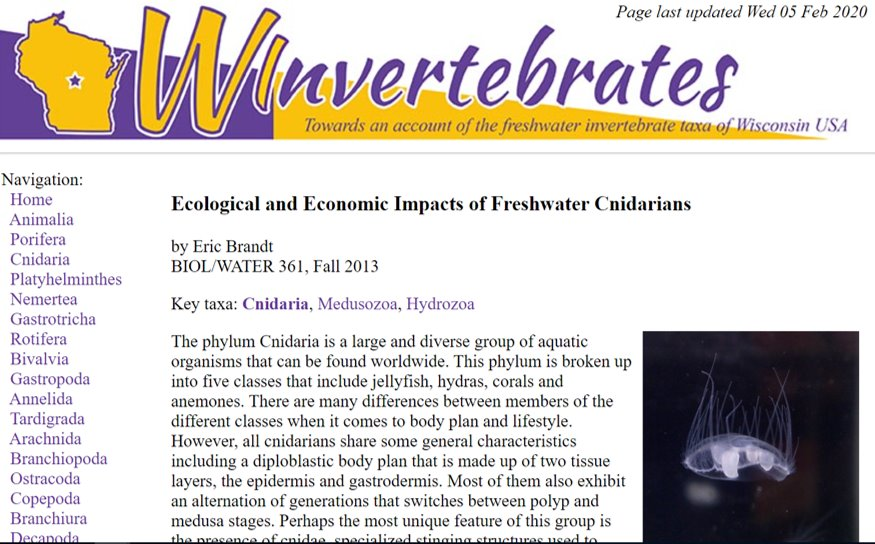 Page last updated Wed 05 Feb 2020
WInvertebrates
Towards an account of the freshwater invertebrate taxa of Wisconsin USA
Navigation:
Home
Animalia
Porifera
Cnidaria
Platyhelminthes
Nemertea
Gastrotricha
Rotifera
Bivalvia
Gastropoda
Annelida
Tardigrada
Arachnida
Branchiopoda
Ostracoda
Copepoda
Branchiura
Decapoda
Ecological and Economic Impacts of Freshwater Cnidarians
by Eric Brandt
BIOL/WATER 361, Fall 2013
Key taxa: Cnidaria, Medusozoa, Hydrozoa
The phylum Cnidaria is a large and diverse group of aquatic
organisms that can be found worldwide. This phylum is broken up
into five classes that include jellyfish, hydras, corals and
anemones. There are many differences between members of the
different classes when it comes to body plan and lifestyle.
However, all cnidarians share some general characteristics
including a diploblastic body plan that is made up of two tissue
layers, the epidermis and gastrodermis. Most of them also exhibit
an alternation of generations that switches between polyp and
medusa stages. Perhaps the most unique feature of this group is
the presence of cnidae, specialized stinging structures used to